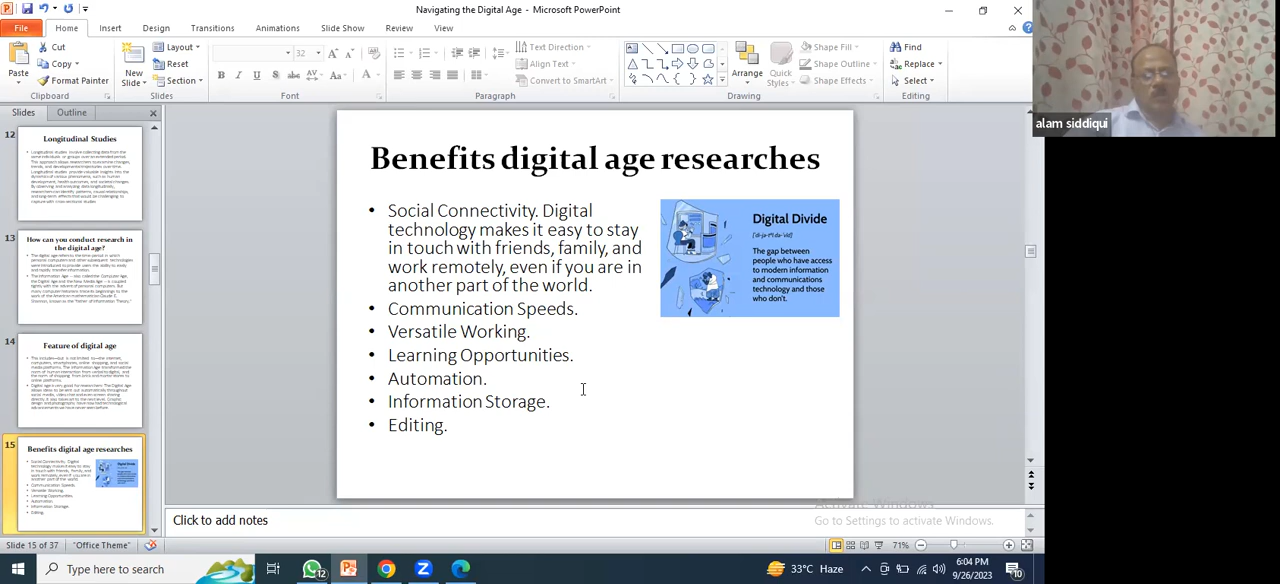 Navigating the Digital Age - Microsoft PowerPoint
File Home Insert Design Transitions Animations Slide Show Review View
Paste
Cut
Copy
Format Painter
Clipboard
New
Slide
Layout
Reset
Section
Slides
32
Font
Text Direction
Align Text
Convert to SmartArt
Paragraph
Arrange
Quick
Styles
Shape Fill
Shape Outline
Shape Effects
Drawing
Find
Replace
Select
Editing
alam siddiqui
Slides Outline
12
Longitudinal Studies
13
How can you conduct research in
the digital age?
14
Feature of digital age
15
Benefits digital age researches
Benefits digital age researches
• Social Connectivity. Digital
technology makes it easy to stay
in touch with friends, family, and
work remotely, even if you are in
another part of the world.
• Communication Speeds.
• Versatile Working.
• Learning Opportunities.
• Automation.
• Information Storage.
• Editing.
Digital Divide
The gap between
people who have access
to modern information
and communications
technology and those
who don't.
Activate Windows
Go to Settings to activate Windows.
Click to add notes
Slide 15 of 37 "Office Theme" 71%
Type here to search
12
33°C Haze
6:04 PM
9/26/2023
10